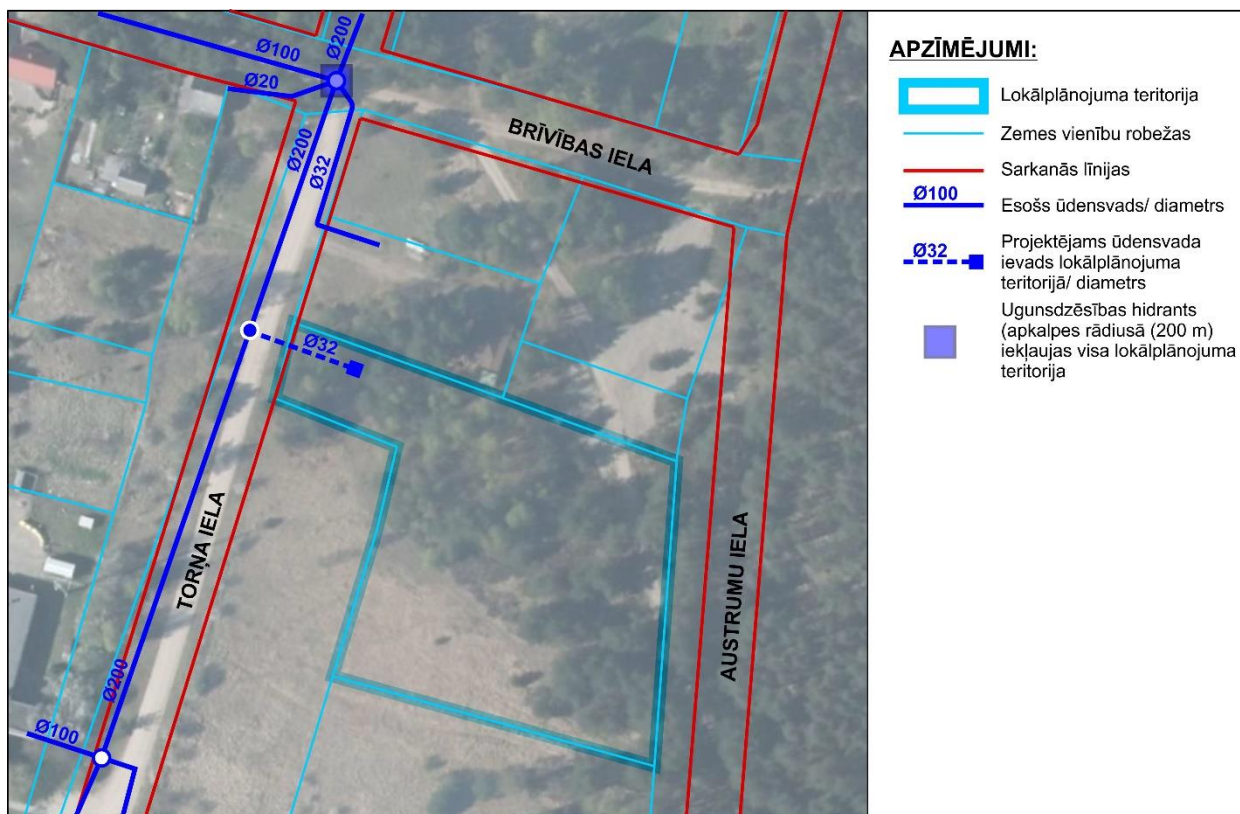 Ø200
Ø100
Ø20
Ø200
Ø32
BRĪVĪBAS IELA
Ø32
TORŅA IELA
AUSTRUMU IELA
Ø200
Ø100
APZĪMĒJUMI:
Lokālplānojuma teritorija
Zemes vienību robežas
Sarkanās līnijas
Ø100
Esošs ūdensvads/ diametrs
Ø32
Projektējams ūdensvada
ievads lokālplānojuma
teritorijā/ diametrs
Ugunsdzēsības hidrants
(apkalpes rādiusā (200 m)
iekļaujas visa lokālplānojuma
teritorija